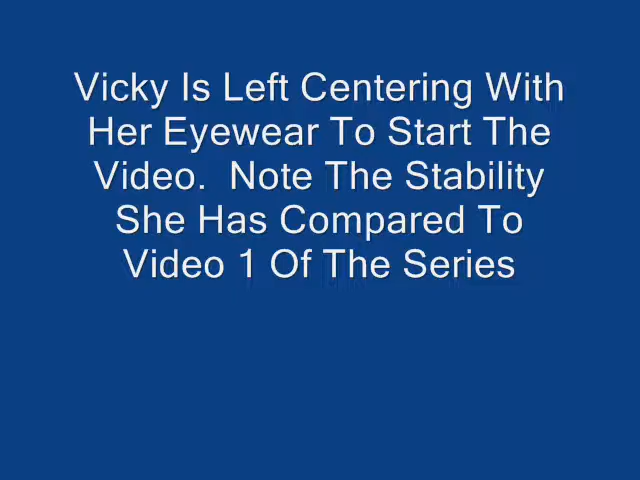 Vicky Is Left Centering With
Her Eyewear To Start The
Video.  Note The Stability
She Has Compared To
Video 1 Of The Series